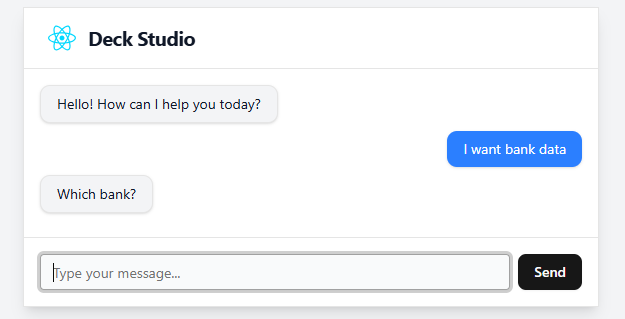 Deck Studio
Hello! How can I help you today?
I want bank data
Which bank?
Type your message...
Send